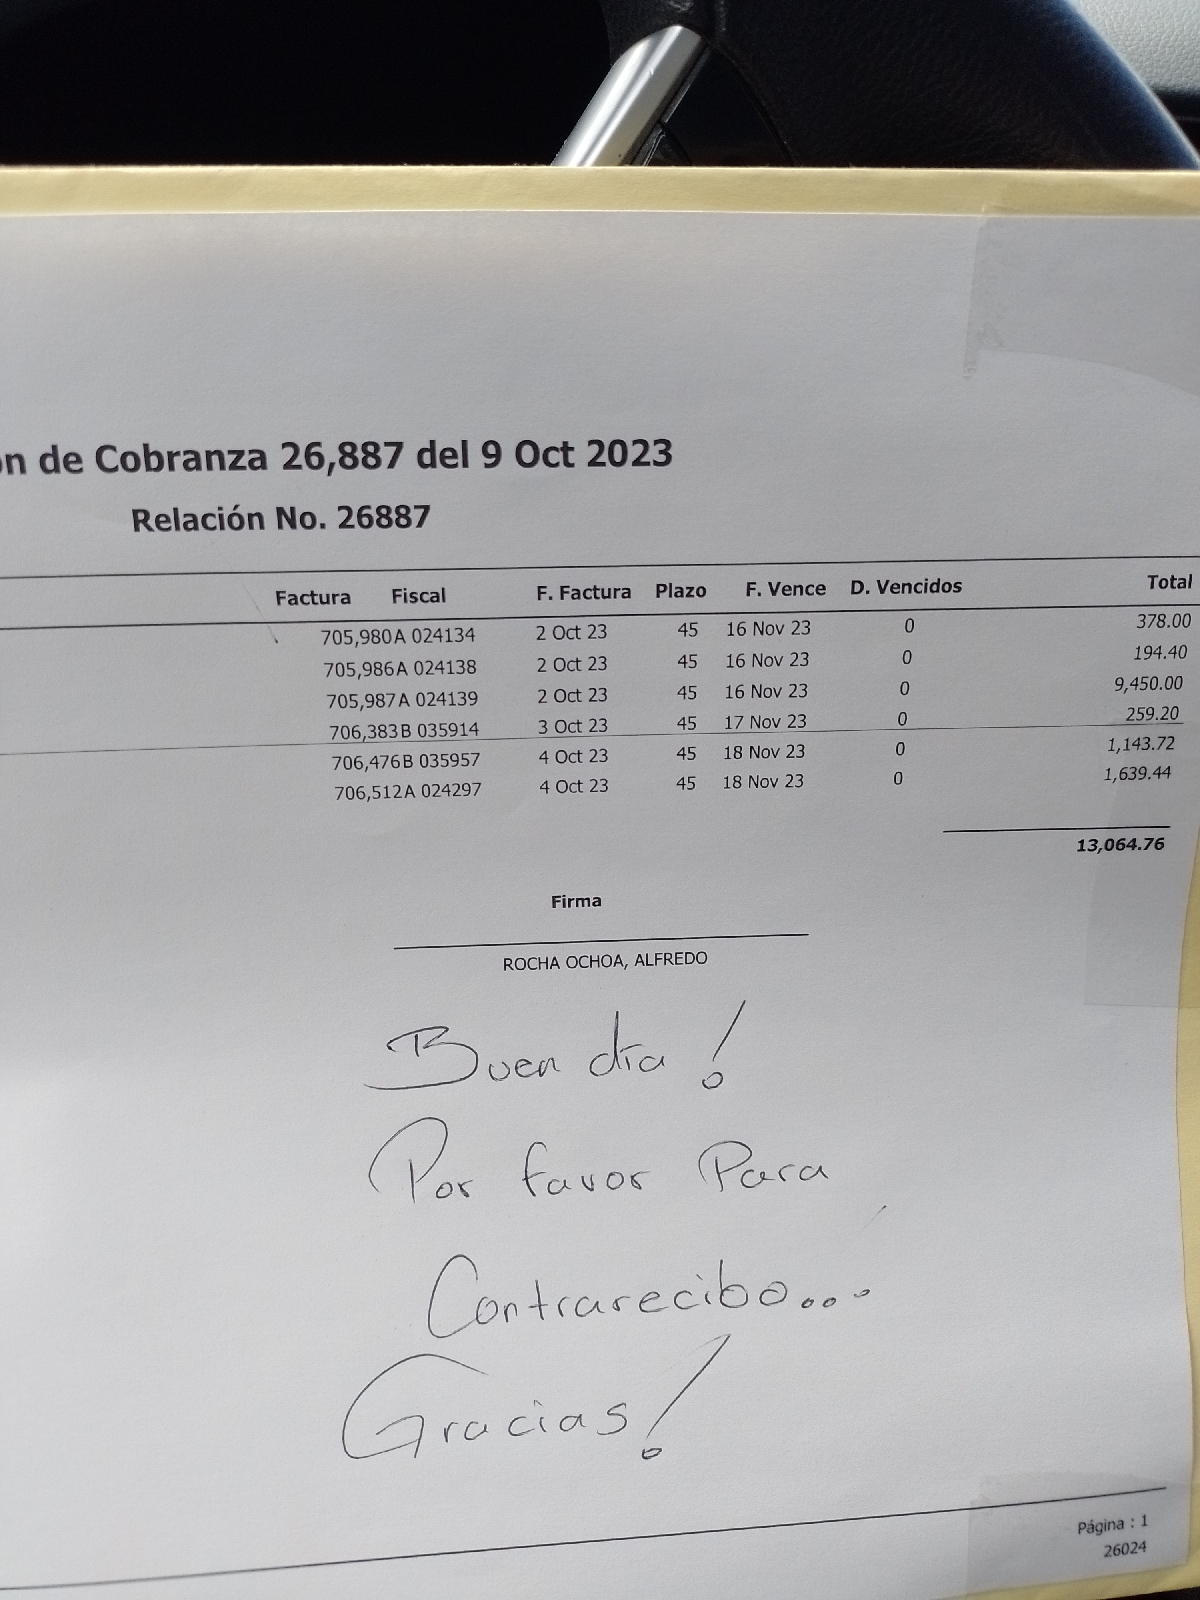 ón de Cobranza 26,887 del 9 Oct 2023
Relación No. 26887
Factura Fiscal F. Factura Plazo F. Vence D. Vencidos Total
705,980A 024134 2 Oct 23 45 16 Nov 23 0 378.00
705,986A 024138 2 Oct 23 45 16 Nov 23 0 194.40
705,987A 024139 2 Oct 23 45 16 Nov 23 0 9,450.00
706,383B 035914 3 Oct 23 45 17 Nov 23 0 259.20
706,476B 035957 4 Oct 23 45 18 Nov 23 0 1,143.72
706,512A 024297 4 Oct 23 45 18 Nov 23 0 1,639.44
13,064.76
Firma
ROCHA OCHOA, ALFREDO
Buen día!
Por favor Para
Contrarecibo...
Gracias!
Página : 1
26024